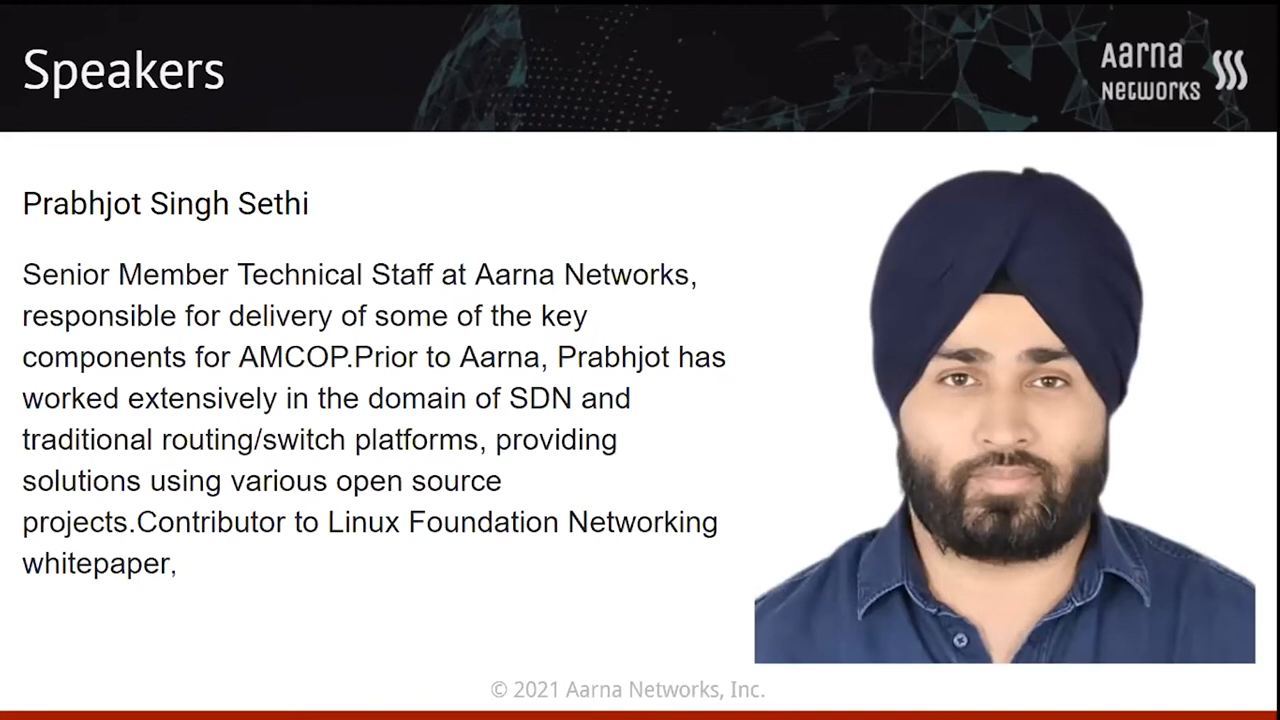 Speakers
Aarna
Networks
Prabhjot Singh Sethi
Senior Member Technical Staff at Aarna Networks,
responsible for delivery of some of the key
components for AMCOP.Prior to Aarna, Prabhjot has
worked extensively in the domain of SDN and
traditional routing/switch platforms, providing
solutions using various open source
projects.Contributor to Linux Foundation Networking
whitepaper,
© 2021 Aarna Networks, Inc.